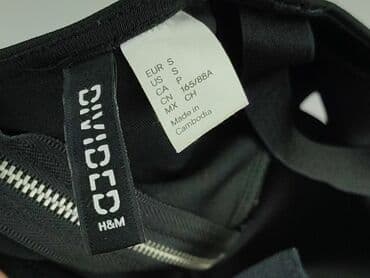 DIVIDED
H&M
EUR S
US S
CA P
CN 165/88A
MX CH
Made in
Cambodia